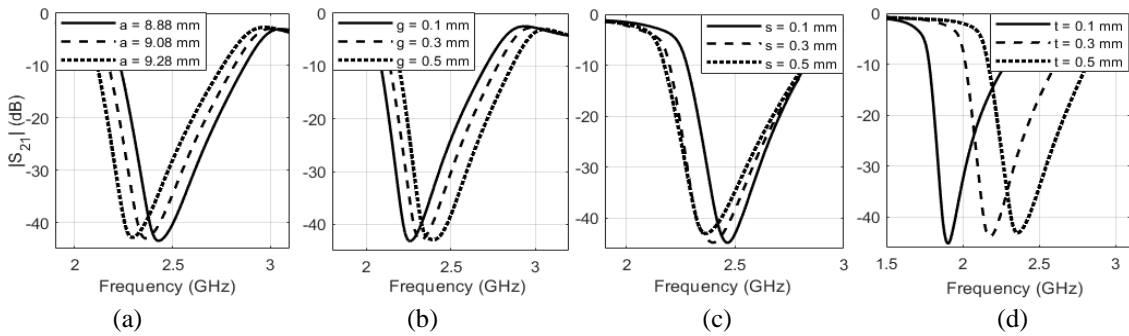 |S21| (dB)
0
-10
-20
-30
-40
a = 8.88 mm
a = 9.08 mm
a = 9.28 mm
2
2.5
3
Frequency (GHz)
(a)
0
-10
-20
-30
-40
g = 0.1 mm
g = 0.3 mm
g = 0.5 mm
2
2.5
3
Frequency (GHz)
(b)
0
-10
-20
-30
-40
s = 0.1 mm
s = 0.3 mm
s = 0.5 mm
2
2.5
3
Frequency (GHz)
(c)
0
-10
-20
-30
-40
t = 0.1 mm
t = 0.3 mm
t = 0.5 mm
1.5
2
2.5
3
Frequency (GHz)
(d)